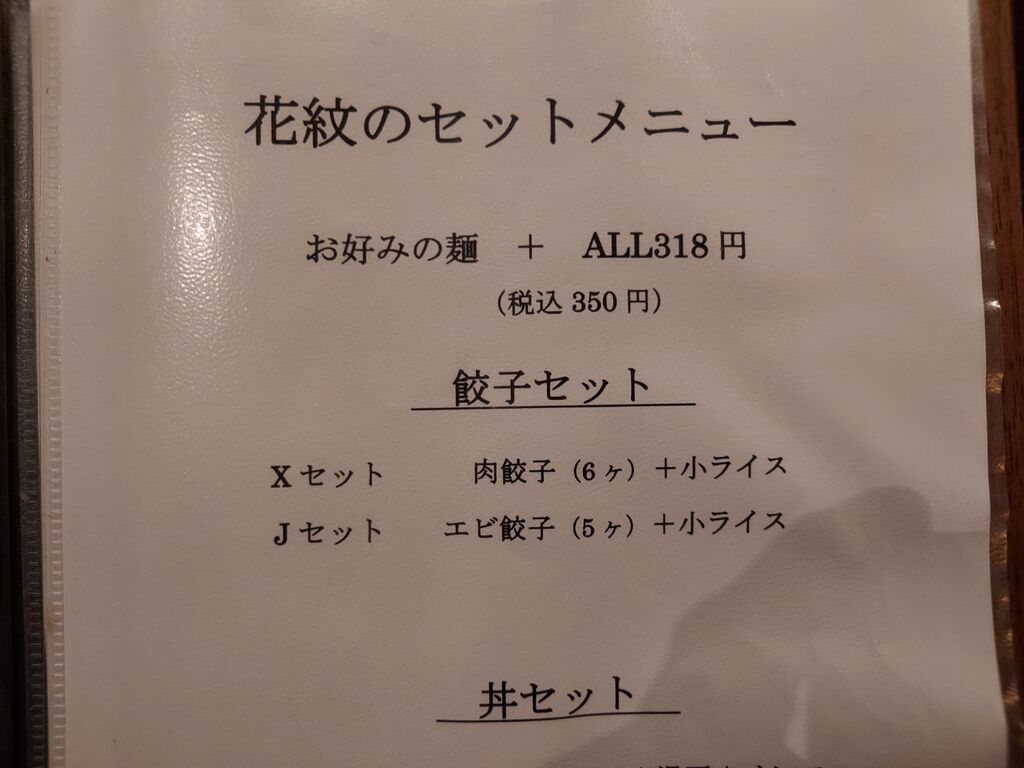 花紋のセットメニュー
お好みの麺　＋　ALL318円
（税込 350 円）
餃子セット
Xセット　　肉餃子（6ヶ）＋小ライス
Jセット　　エビ餃子（5ヶ）＋小ライス
丼セット